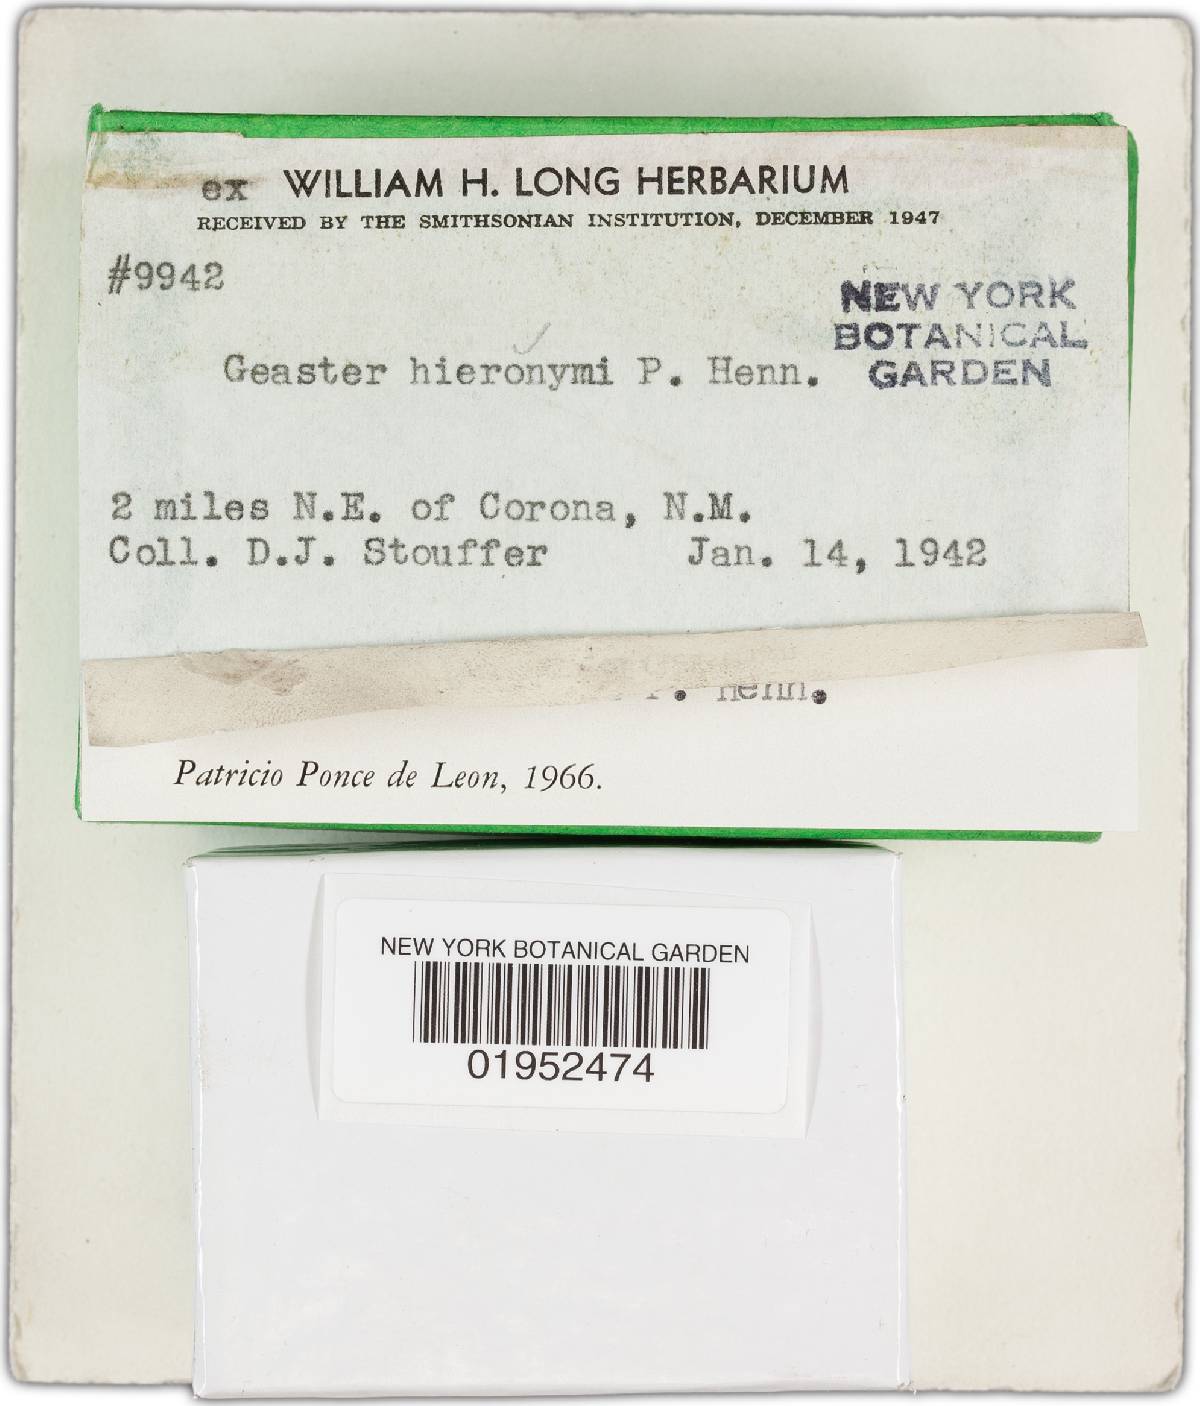 ex WILLIAM H. LONG HERBARIUM
RECEIVED BY THE SMITHSONIAN INSTITUTION, DECEMBER 1947
#9942
NEW YORK
BOTANICAL
GARDEN
Geaster hieronymi P. Henn.
2 miles N.E. of Corona, N.M.
Coll. D.J. Stouffer Jan. 14, 1942
P. Henn.
Patricio Ponce de Leon, 1966.
NEW YORK BOTANICAL GARDEN
01952474